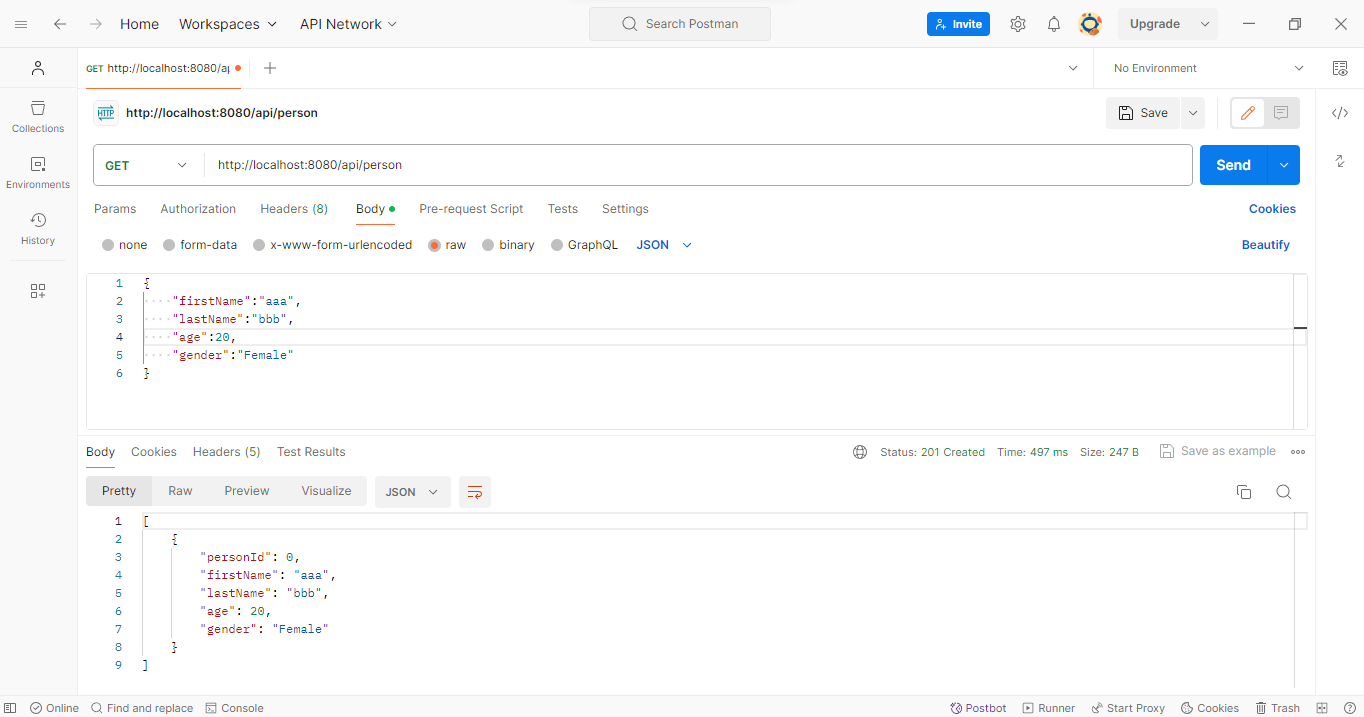 Home Workspaces API Network Search Postman Invite Upgrade
GET http://localhost:8080/ap No Environment
HTTP http://localhost:8080/api/person Save
GET http://localhost:8080/api/person Send
Params Authorization Headers (8) Body Pre-request Script Tests Settings Cookies
none form-data x-www-form-urlencoded raw binary GraphQL JSON Beautify
Collections
Environments
History
1 {
2 "firstName":"aaa",
3 "lastName":"bbb",
4 "age":20,
5 "gender":"Female"
6 }
Body Cookies Headers (5) Test Results Status: 201 Created Time: 497 ms Size: 247 B Save as example
Pretty Raw Preview Visualize JSON
1 [
2 {
3 "personId": 0,
4 "firstName": "aaa",
5 "lastName": "bbb",
6 "age": 20,
7 "gender": "Female"
8 }
9 ]
Online Find and replace Console Postbot Runner Start Proxy Cookies Trash